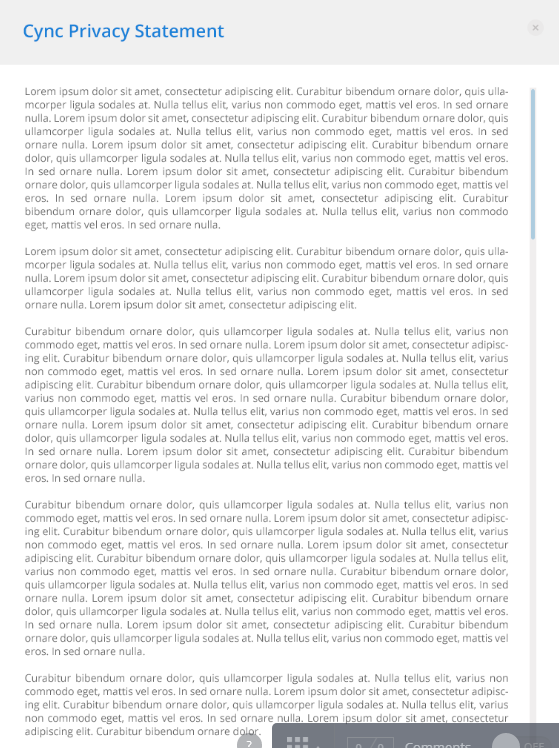 Cync Privacy Statement
×
Lorem ipsum dolor sit amet, consectetur adipiscing elit. Curabitur bibendum ornare dolor, quis ulla-
mcorper ligula sodales at. Nulla tellus elit, varius non commodo eget, mattis vel eros. In sed ornare
nulla. Lorem ipsum dolor sit amet, consectetur adipiscing elit. Curabitur bibendum ornare dolor, quis
ullamcorper ligula sodales at. Nulla tellus elit, varius non commodo eget, mattis vel eros. In sed
ornare nulla. Lorem ipsum dolor sit amet, consectetur adipiscing elit. Curabitur bibendum ornare
dolor, quis ullamcorper ligula sodales at. Nulla tellus elit, varius non commodo eget, mattis vel eros.
In sed ornare nulla. Lorem ipsum dolor sit amet, consectetur adipiscing elit. Curabitur bibendum
ornare dolor, quis ullamcorper ligula sodales at. Nulla tellus elit, varius non commodo eget, mattis vel
eros. In sed ornare nulla. Lorem ipsum dolor sit amet, consectetur adipiscing elit. Curabitur
bibendum ornare dolor, quis ullamcorper ligula sodales at. Nulla tellus elit, varius non commodo
eget, mattis vel eros. In sed ornare nulla.
Lorem ipsum dolor sit amet, consectetur adipiscing elit. Curabitur bibendum ornare dolor, quis ulla-
mcorper ligula sodales at. Nulla tellus elit, varius non commodo eget, mattis vel eros. In sed ornare
nulla. Lorem ipsum dolor sit amet, consectetur adipiscing elit. Curabitur bibendum ornare dolor, quis
ullamcorper ligula sodales at. Nulla tellus elit, varius non commodo eget, mattis vel eros. In sed
ornare nulla. Lorem ipsum dolor sit amet, consectetur adipiscing elit.
Curabitur bibendum ornare dolor, quis ullamcorper ligula sodales at. Nulla tellus elit, varius non
commodo eget, mattis vel eros. In sed ornare nulla. Lorem ipsum dolor sit amet, consectetur adipisc-
ing elit. Curabitur bibendum ornare dolor, quis ullamcorper ligula sodales at. Nulla tellus elit, varius
non commodo eget, mattis vel eros. In sed ornare nulla. Lorem ipsum dolor sit amet, consectetur
adipiscing elit. Curabitur bibendum ornare dolor, quis ullamcorper ligula sodales at. Nulla tellus elit,
varius non commodo eget, mattis vel eros. In sed ornare nulla. Curabitur bibendum ornare dolor,
quis ullamcorper ligula sodales at. Nulla tellus elit, varius non commodo eget, mattis vel eros. In sed
ornare nulla. Lorem ipsum dolor sit amet, consectetur adipiscing elit. Curabitur bibendum ornare
dolor, quis ullamcorper ligula sodales at. Nulla tellus elit, varius non commodo eget, mattis vel eros.
In sed ornare nulla. Lorem ipsum dolor sit amet, consectetur adipiscing elit. Curabitur bibendum
ornare dolor, quis ullamcorper ligula sodales at. Nulla tellus elit, varius non commodo eget, mattis vel
eros. In sed ornare nulla.
Curabitur bibendum ornare dolor, quis ullamcorper ligula sodales at. Nulla tellus elit, varius non
commodo eget, mattis vel eros. In sed ornare nulla. Lorem ipsum dolor sit amet, consectetur adipisc-
ing elit. Curabitur bibendum ornare dolor, quis ullamcorper ligula sodales at. Nulla tellus elit, varius
non commodo eget, mattis vel eros. In sed ornare nulla. Lorem ipsum dolor sit amet, consectetur
adipiscing elit. Curabitur bibendum ornare dolor, quis ullamcorper ligula sodales at. Nulla tellus elit,
varius non commodo eget, mattis vel eros. In sed ornare nulla. Curabitur bibendum ornare dolor,
quis ullamcorper ligula sodales at. Nulla tellus elit, varius non commodo eget, mattis vel eros. In sed
ornare nulla. Lorem ipsum dolor sit amet, consectetur adipiscing elit. Curabitur bibendum ornare
dolor, quis ullamcorper ligula sodales at. Nulla tellus elit, varius non commodo eget, mattis vel eros.
In sed ornare nulla. Lorem ipsum dolor sit amet, consectetur adipiscing elit. Curabitur bibendum
ornare dolor, quis ullamcorper ligula sodales at. Nulla tellus elit, varius non commodo eget, mattis vel
eros. In sed ornare nulla.
Curabitur bibendum ornare dolor, quis ullamcorper ligula sodales at. Nulla tellus elit, varius non
commodo eget, mattis vel eros. In sed ornare nulla. Lorem ipsum dolor sit amet, consectetur adipisc-
ing elit. Curabitur bibendum ornare dolor, quis ullamcorper ligula sodales at. Nulla tellus elit, varius
non commodo eget, mattis vel eros. In sed ornare nulla. Lorem ipsum dolor sit amet, consectetur
adipiscing elit. Curabitur bibendum ornare dolor.
? Comments OFF